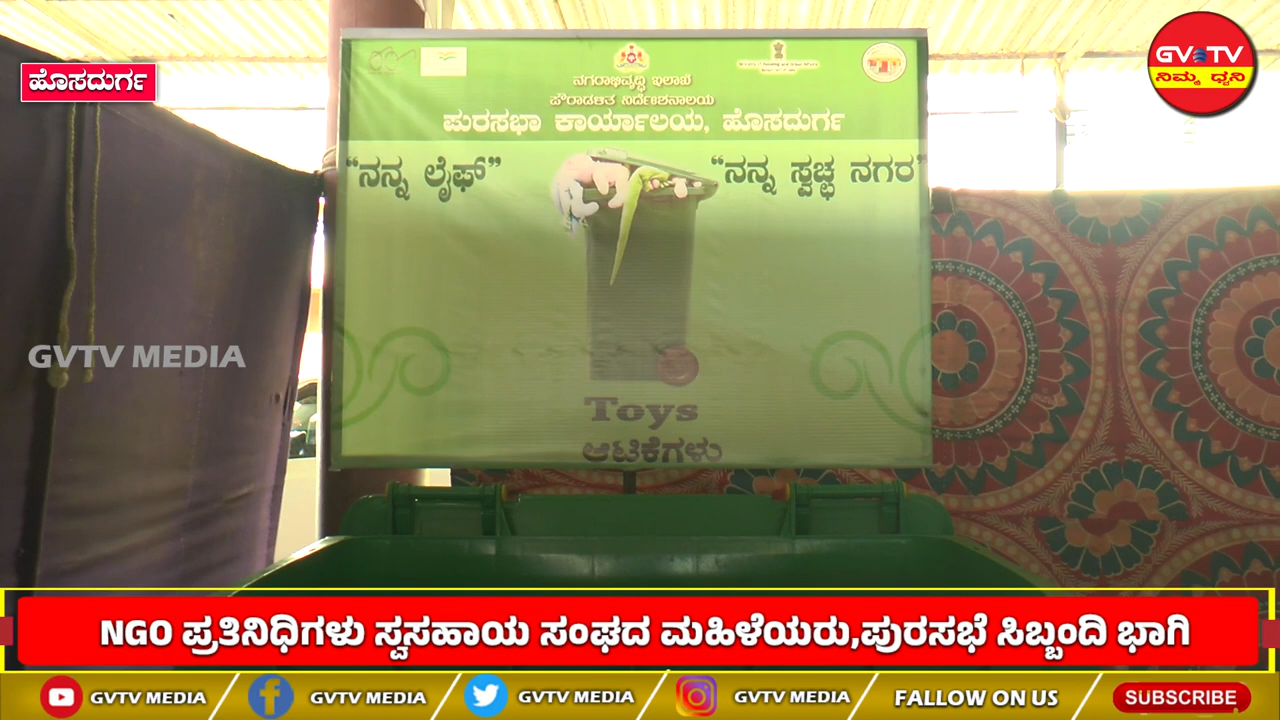 ಹೊಸದುರ್ಗ
GVTV
ನಿಮ್ಮ ಧ್ವನಿ
ನಗರಾಭಿವೃದ್ಧಿ ಇಲಾಖೆ
ಪೌರಾಡಳಿತ ನಿರ್ದೇಶನಾಲಯ
ಪುರಸಭಾ ಕಾರ್ಯಾಲಯ, ಹೊಸದುರ್ಗ
“ನನ್ನ ಲೈಫ್” “ನನ್ನ ಸ್ವಚ್ಛ ನಗರ”
GVTV MEDIA
Toys
ಆಟಿಕೆಗಳು
NGO ಪ್ರತಿನಿಧಿಗಳು ಸ್ವಸಹಾಯ ಸಂಘದ ಮಹಿಳೆಯರು,ಪುರಸಭೆ ಸಿಬ್ಬಂದಿ ಭಾಗಿ
GVTV MEDIA GVTV MEDIA GVTV MEDIA GVTV MEDIA FALLOW ON US SUBSCRIBE